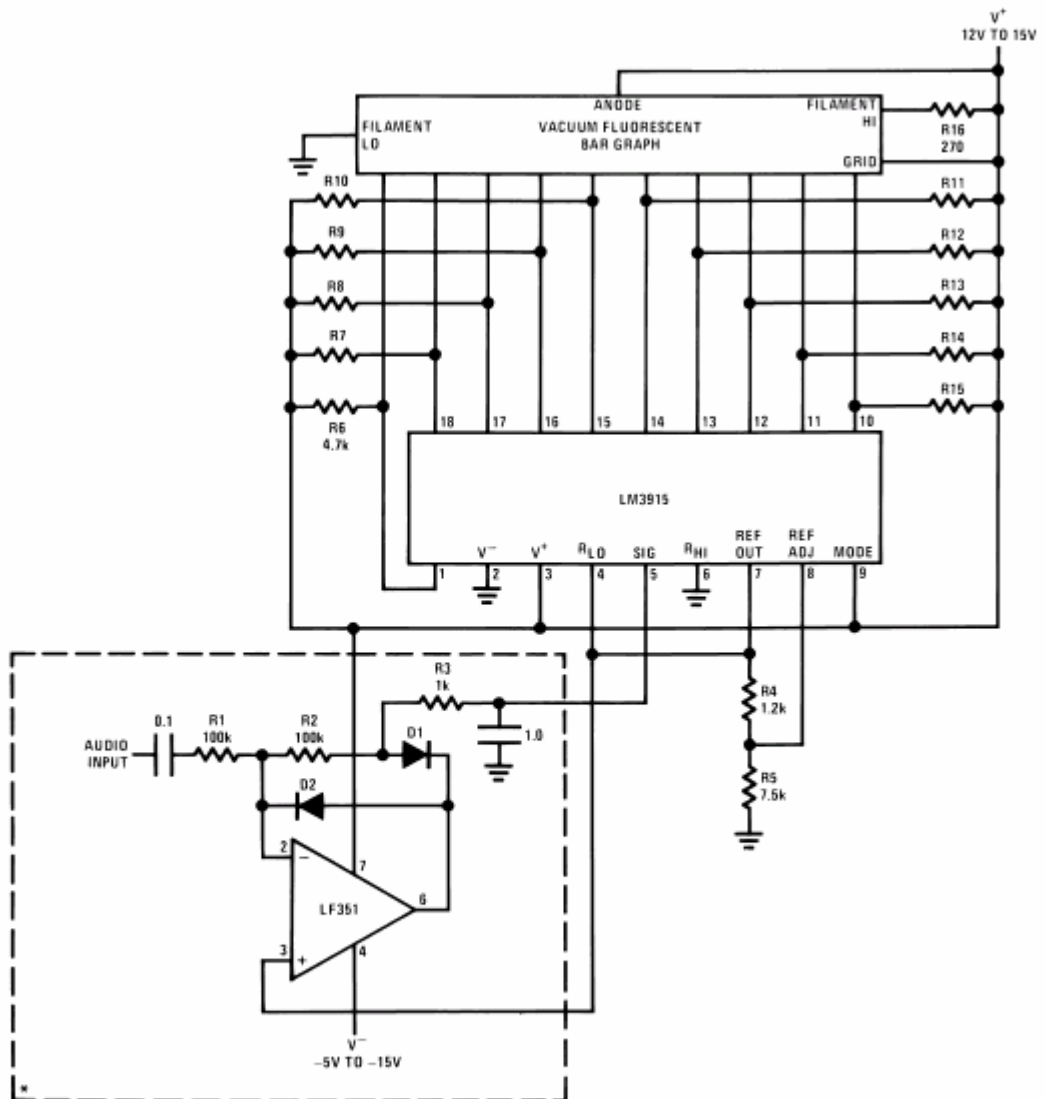 V+
12V TO 15V
ANODE
FILAMENT LO
VACUUM FLUORESCENT
BAR GRAPH
FILAMENT HI
GRID
R16
270
R10
R9
R8
R7
R6
4.7k
R11
R12
R13
R14
R15
18 17 16 15 14 13 12 11 10
LM3915
V− V+ RLO SIG RHI REF OUT REF ADJ MODE
1 2 3 4 5 6 7 8 9
R3
1k
R4
1.2k
0.1
R1
100k
R2
100k
D1
1.0
AUDIO
INPUT
D2
R5
7.5k
2
−
7
LF351
6
3
+
4
V−
−5V TO −15V
*